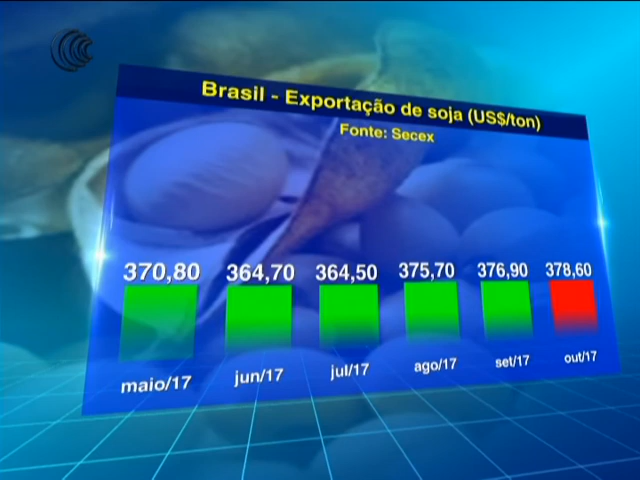 Brasil - Exportação de soja (US$/ton)
Fonte: Secex
370,80 364,70 364,50 375,70 376,90 378,60
maio/17 jun/17 jul/17 ago/17 set/17 out/17